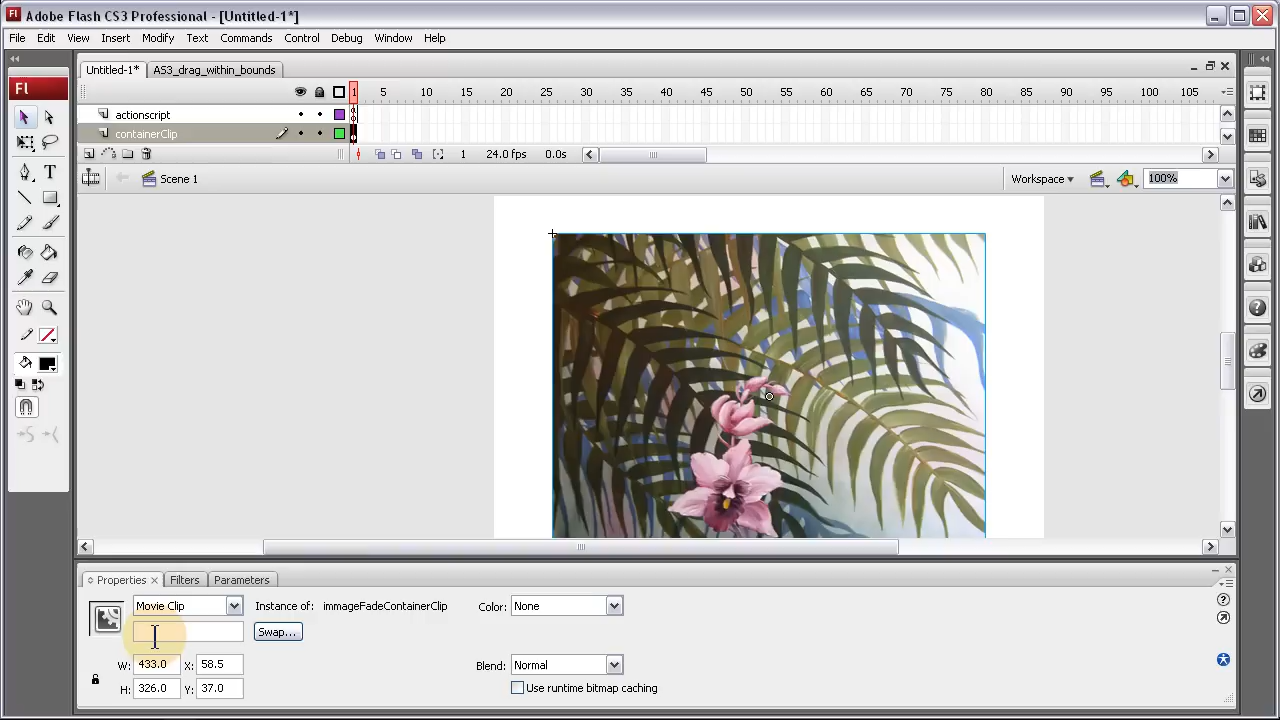 Adobe Flash CS3 Professional - [Untitled-1*]
File Edit View Insert Modify Text Commands Control Debug Window Help
Untitled-1* AS3_drag_within_bounds
Fl
1 5 10 15 20 25 30 35 40 45 50 55 60 65 70 75 80 85 90 95 100 105
actionscript
containerClip
1 24.0 fps 0.0s
Scene 1 Workspace 100%
Properties Filters Parameters
Movie Clip Instance of: immageFadeContainerClip Color: None
Swap...
W: 433.0 X: 58.5 Blend: Normal
H: 326.0 Y: 37.0 Use runtime bitmap caching